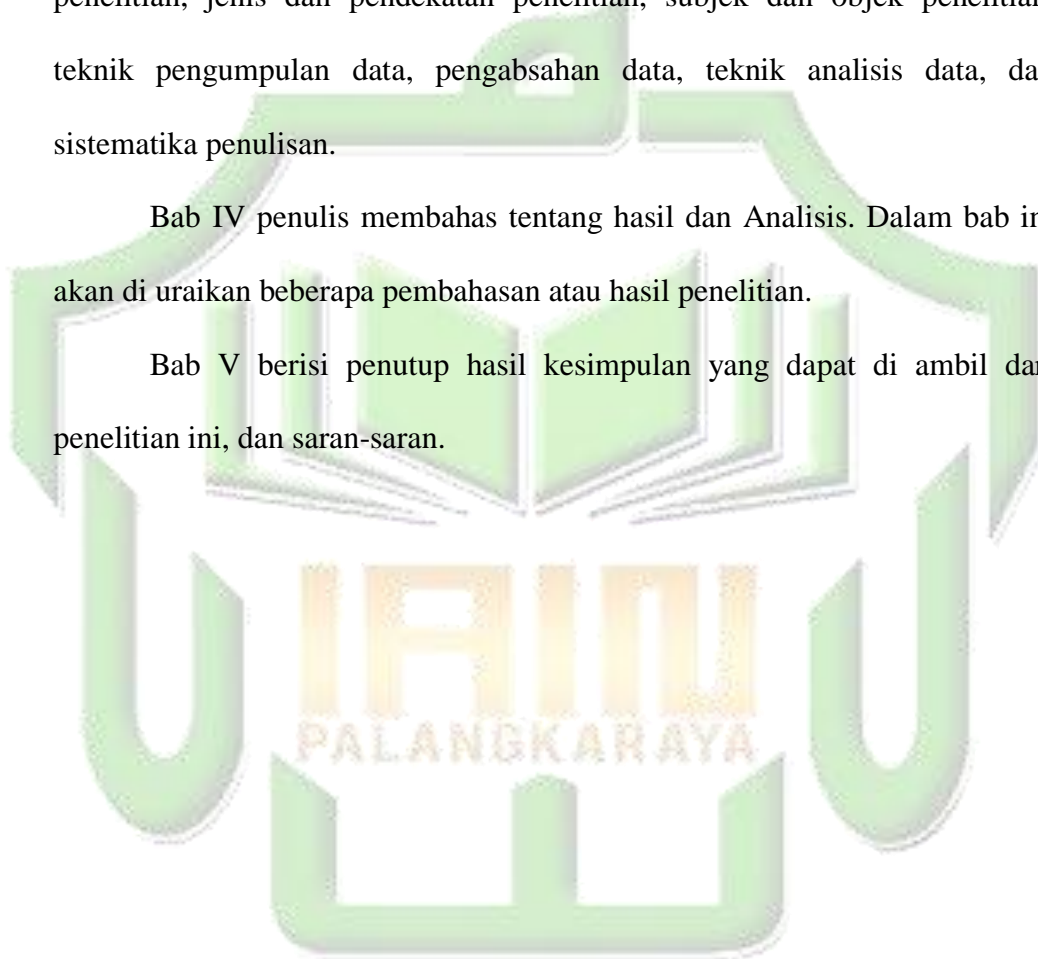 penelitian, jenis dan pendekatan penelitian, subjek dan objek penelitian
teknik pengumpulan data, pengabsahan data, teknik analisis data, da
sistematika penulisan.
Bab IV penulis membahas tentang hasil dan Analisis. Dalam bab in
akan di uraikan beberapa pembahasan atau hasil penelitian.
Bab V berisi penutup hasil kesimpulan yang dapat di ambil dar
penelitian ini, dan saran-saran.
IAIN
PALANGKARAYA